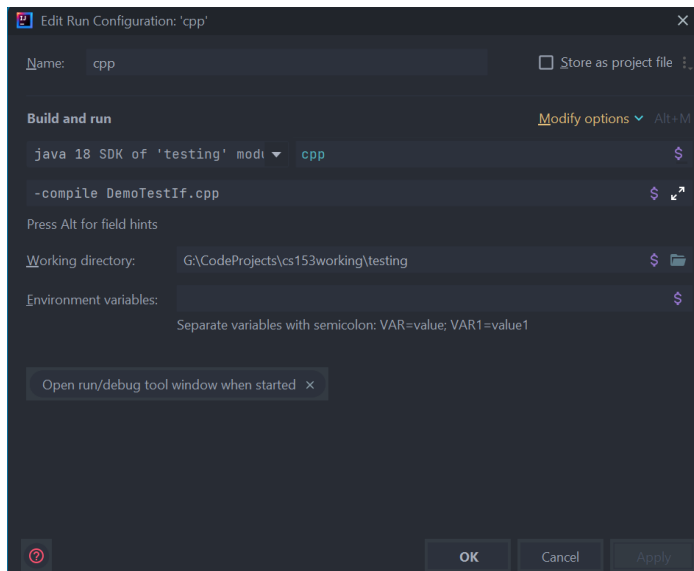 Edit Run Configuration: 'cpp'
Name: cpp Store as project file
Build and run Modify options Alt+M
java 18 SDK of 'testing' modu cpp
-compile DemoTestIf.cpp
Press Alt for field hints
Working directory: G:\CodeProjects\cs153working\testing
Environment variables:
Separate variables with semicolon: VAR=value; VAR1=value1
Open run/debug tool window when started ×
OK Cancel Apply